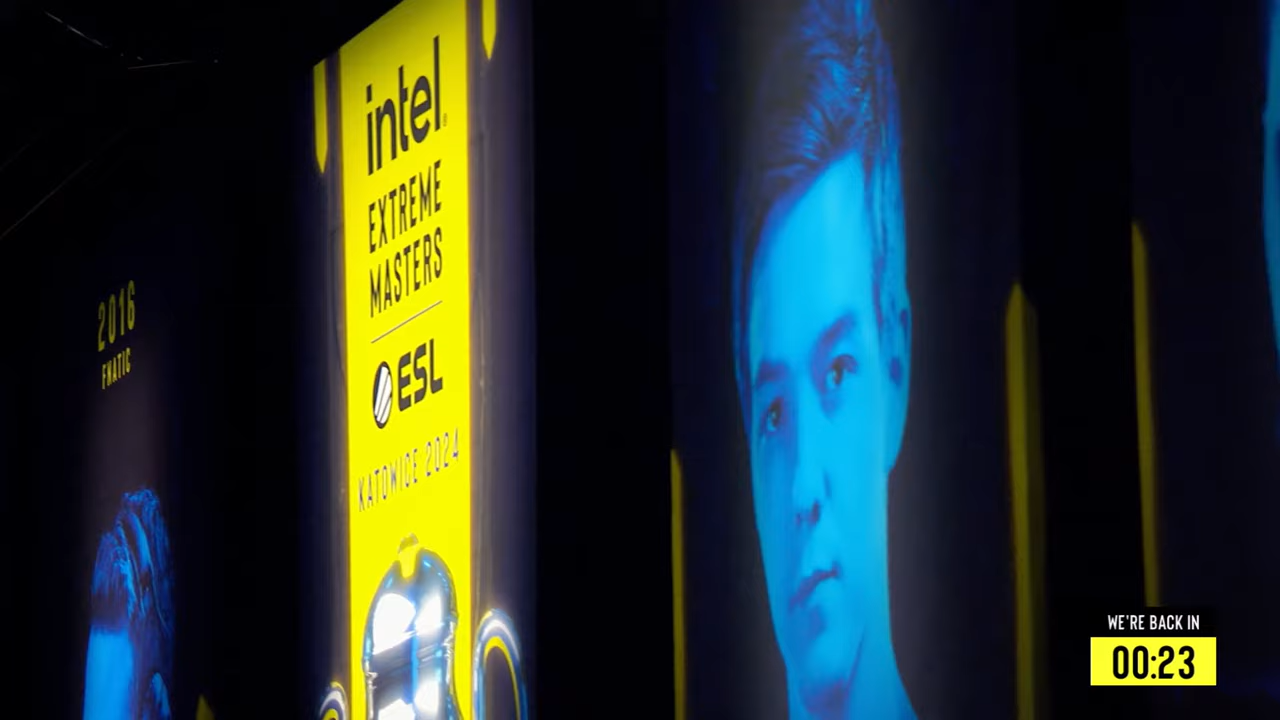 2016
FNATIC
intel
EXTREME
MASTERS
ESL
KATOWICE 2024
WE'RE BACK IN
00:23